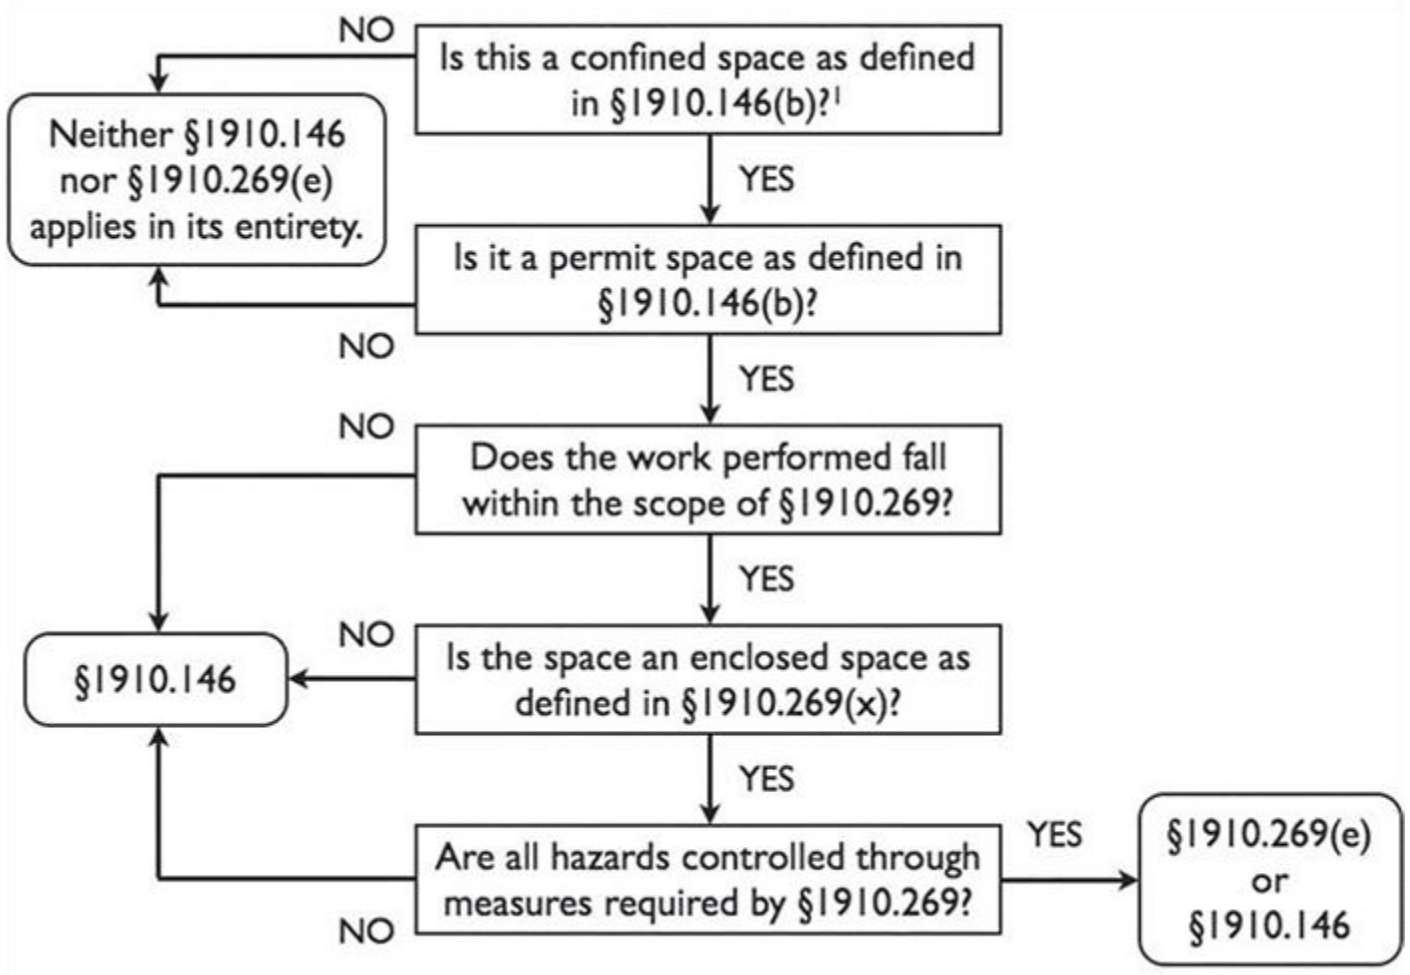 NO
Is this a confined space as defined
in §1910.146(b)?¹
Neither §1910.146
nor §1910.269(e)
applies in its entirety.
YES
Is it a permit space as defined in
§1910.146(b)?
NO
YES
NO
Does the work performed fall
within the scope of §1910.269?
YES
NO
Is the space an enclosed space as
defined in §1910.269(x)?
§1910.146
YES
Are all hazards controlled through
measures required by §1910.269?
YES
§1910.269(e)
or
§1910.146
NO